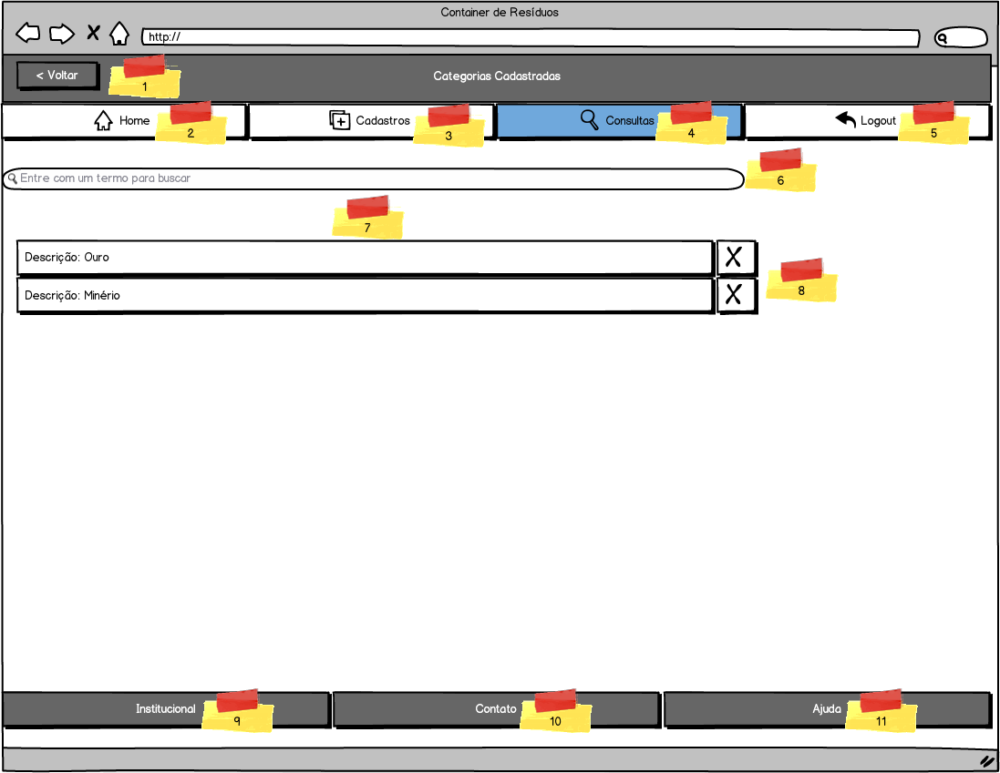 Container de Resíduos
http://
< Voltar
1
Categorias Cadastradas
Home
2
Cadastros
3
Consultas
4
Logout
5
Entre com um termo para buscar
6
7
Descrição: Ouro
Descrição: Minério
8
Institucional
9
Contato
10
Ajuda
11